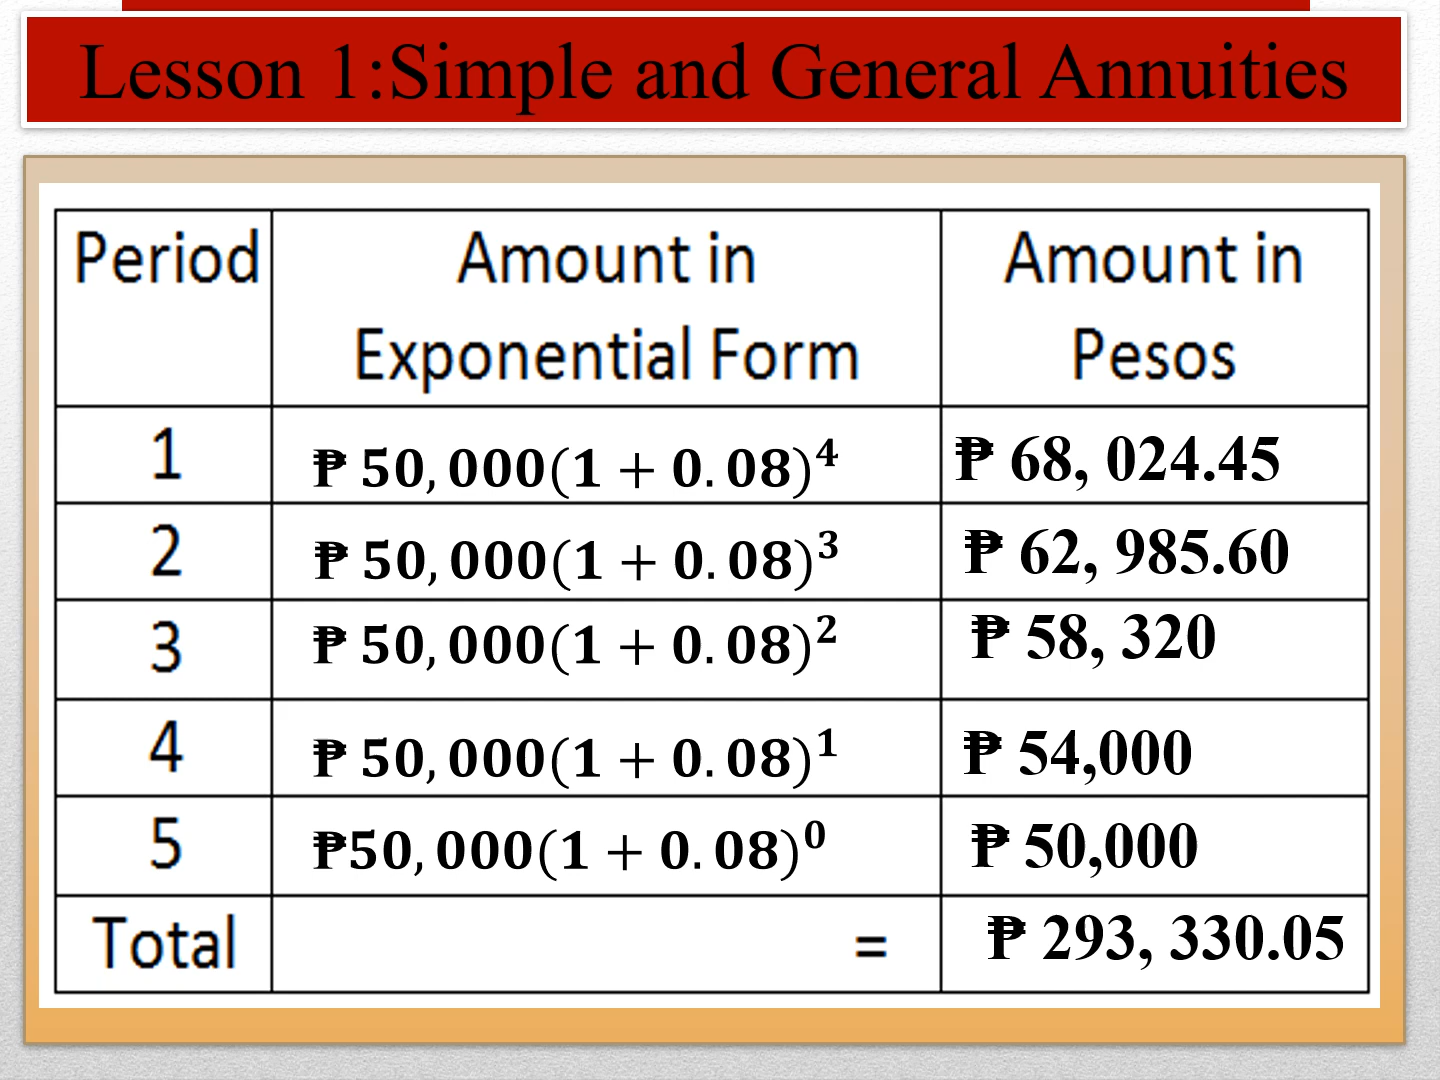 Lesson 1:Simple and General Annuities
Period
Amount in
Exponential Form
Amount in
Pesos
1
₱ 50,000(1 + 0.08)⁴
₱ 68, 024.45
2
₱ 50,000(1 + 0.08)³
₱ 62, 985.60
3
₱ 50,000(1 + 0.08)²
₱ 58, 320
4
₱ 50,000(1 + 0.08)¹
₱ 54,000
5
₱50,000(1 + 0.08)⁰
₱ 50,000
Total
=
₱ 293, 330.05